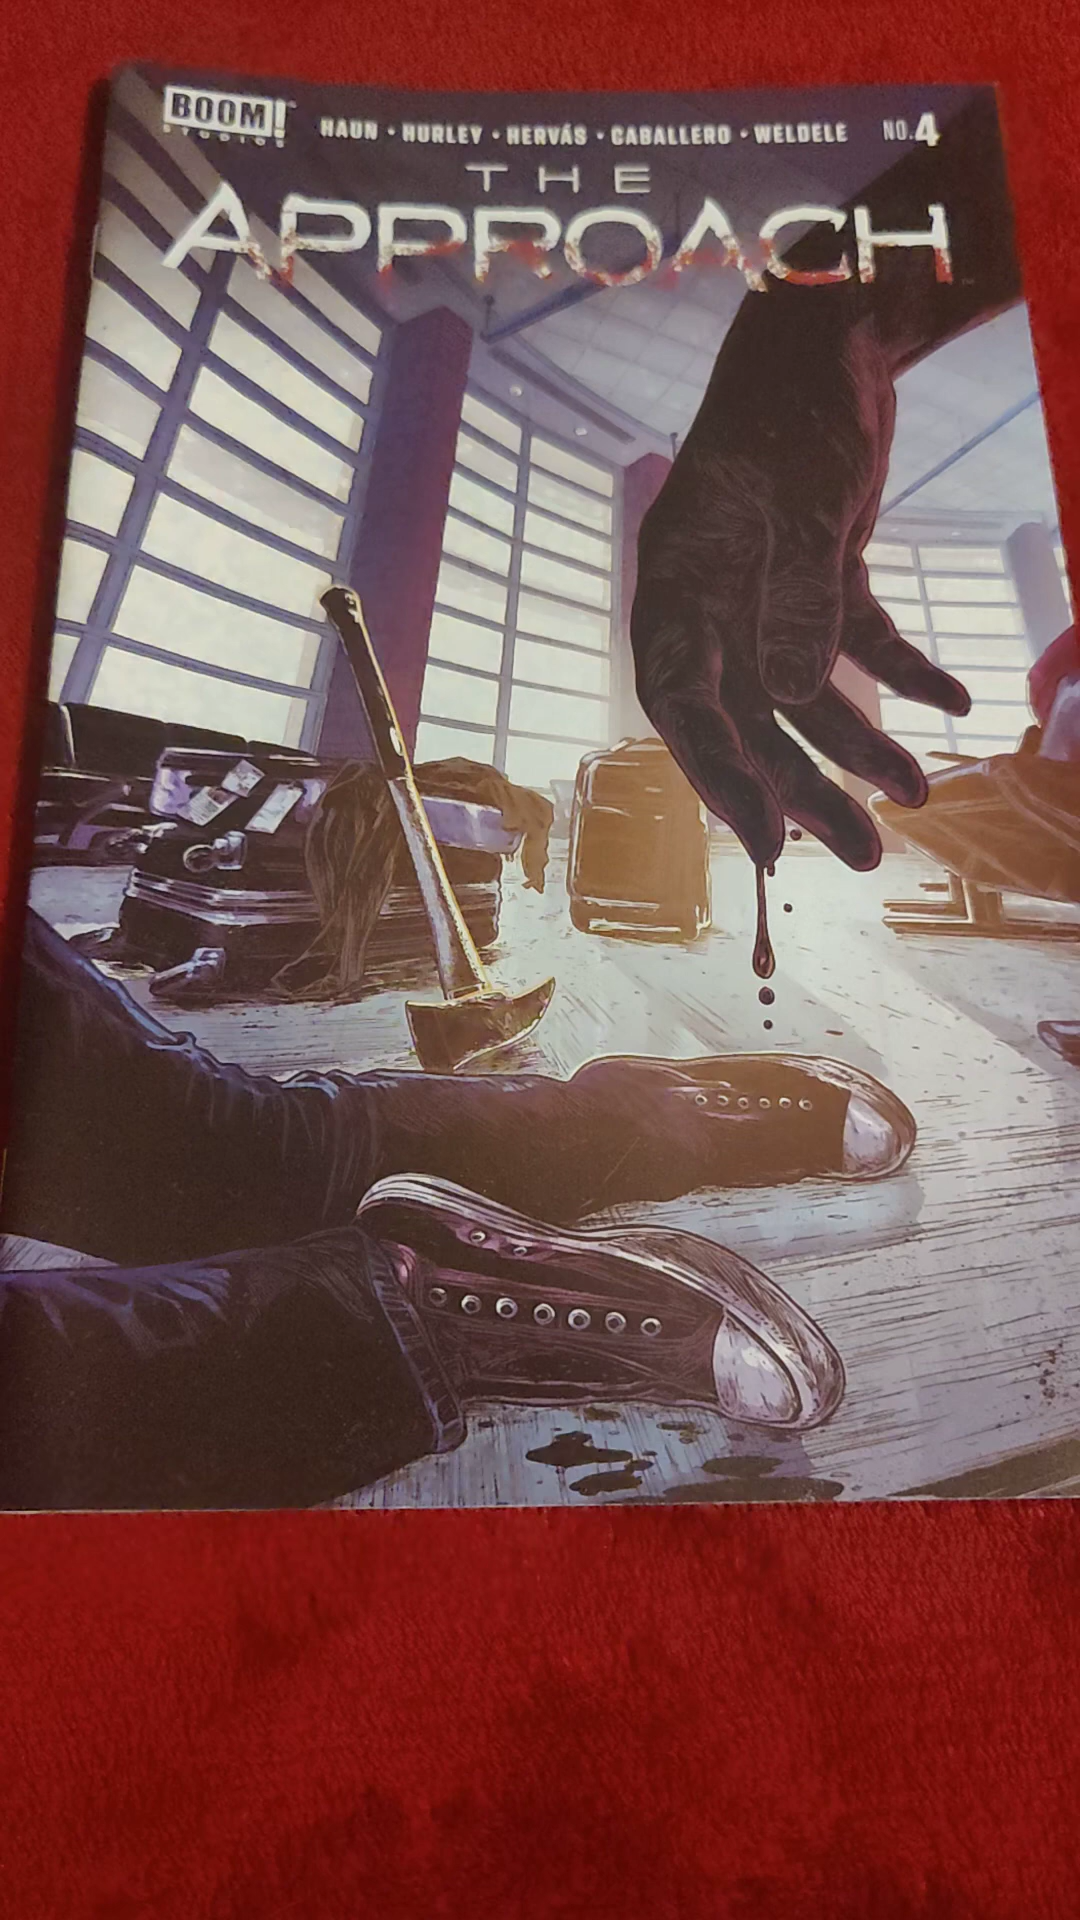 BOOM!
STUDIOS
HAUN • HURLEY • HERVÁS • CABALLERO • WELDELE NO.4
THE
APPROACH